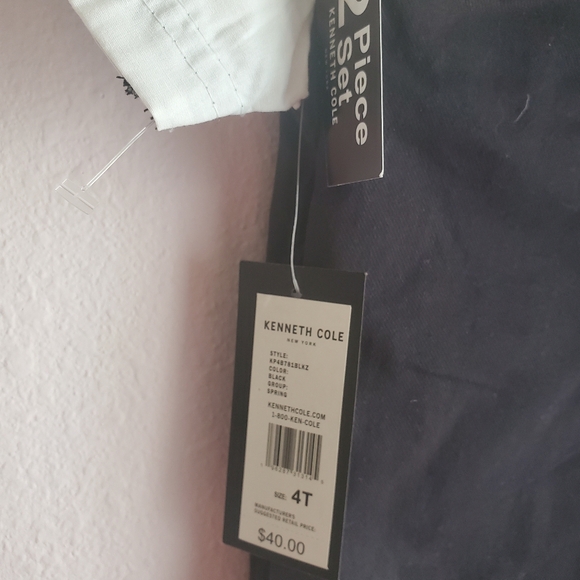 2 Piece
Set
KENNETH COLE
KENNETH COLE
NEW YORK
STYLE:
KP4B781BLKZ
COLOR:
BLACK
GROUP:
SPRING
KENNETHCOLE.COM
1-800-KEN-COLE
SIZE: 4T
MANUFACTURER'S
SUGGESTED RETAIL PRICE.
$40.00